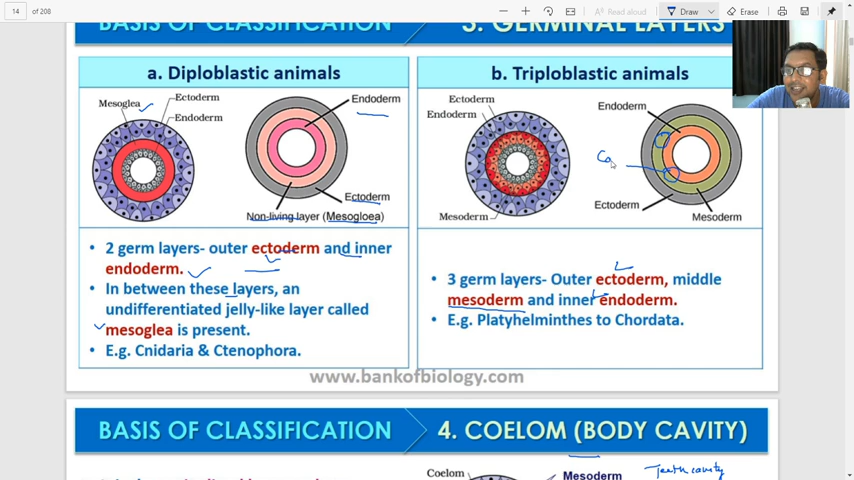 14 of 208
Read aloud
Draw
Erase
BASIS OF CLASSIFICATION
3. GERMINAL LAYERS
a. Diploblastic animals
Mesoglea
Ectoderm
Endoderm
Endoderm
Ectoderm
Non-living layer (Mesogloea)
• 2 germ layers- outer ectoderm and inner
endoderm.
• In between these layers, an
undifferentiated jelly-like layer called
mesoglea is present.
• E.g. Cnidaria & Ctenophora.
b. Triploblastic animals
Ectoderm
Endoderm
Mesoderm
Endoderm
Co
Ectoderm
Mesoderm
• 3 germ layers- Outer ectoderm, middle
mesoderm and inner endoderm.
• E.g. Platyhelminthes to Chordata.
www.bankofbiology.com
BASIS OF CLASSIFICATION
4. COELOM (BODY CAVITY)
Coelom
Mesoderm
Teeth cavity